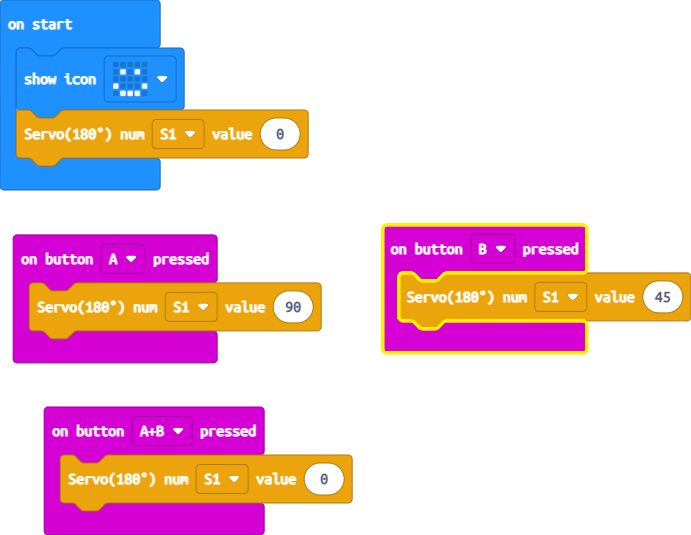 on start
show icon
Servo(180°) num S1 value 0
on button A pressed
Servo(180°) num S1 value 90
on button B pressed
Servo(180°) num S1 value 45
on button A+B pressed
Servo(180°) num S1 value 0